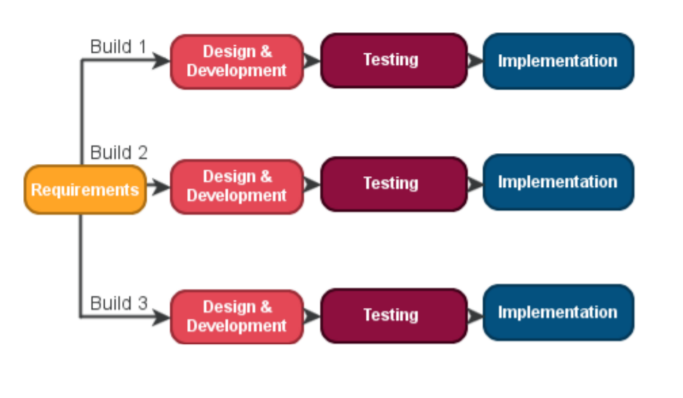 Build 1
Design &
Development
Testing
Implementation
Build 2
Requirements
Design &
Development
Testing
Implementation
Build 3
Design &
Development
Testing
Implementation